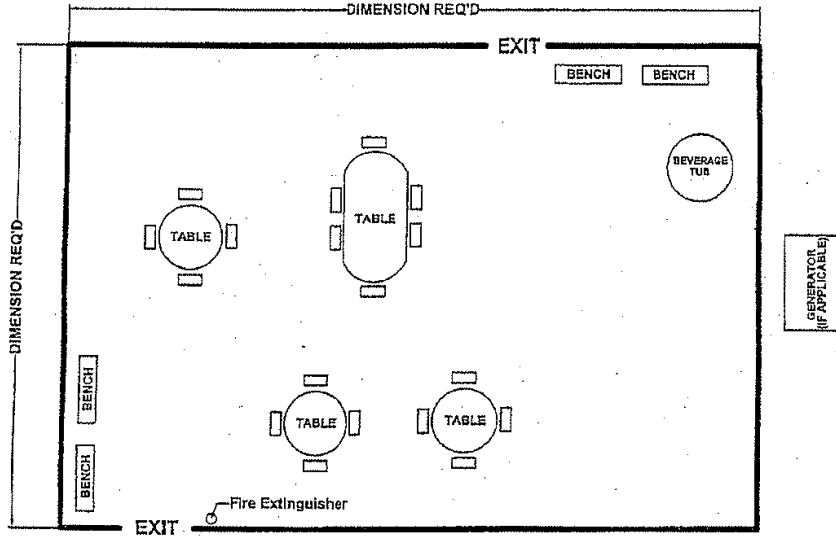 DIMENSION REQ'D
EXIT
BENCH
BENCH
BEVERAGE
TUB
TABLE
TABLE
DIMENSION REQ'D
GENERATOR
(IF APPLICABLE)
BENCH
TABLE
TABLE
BENCH
Fire Extinguisher
EXIT